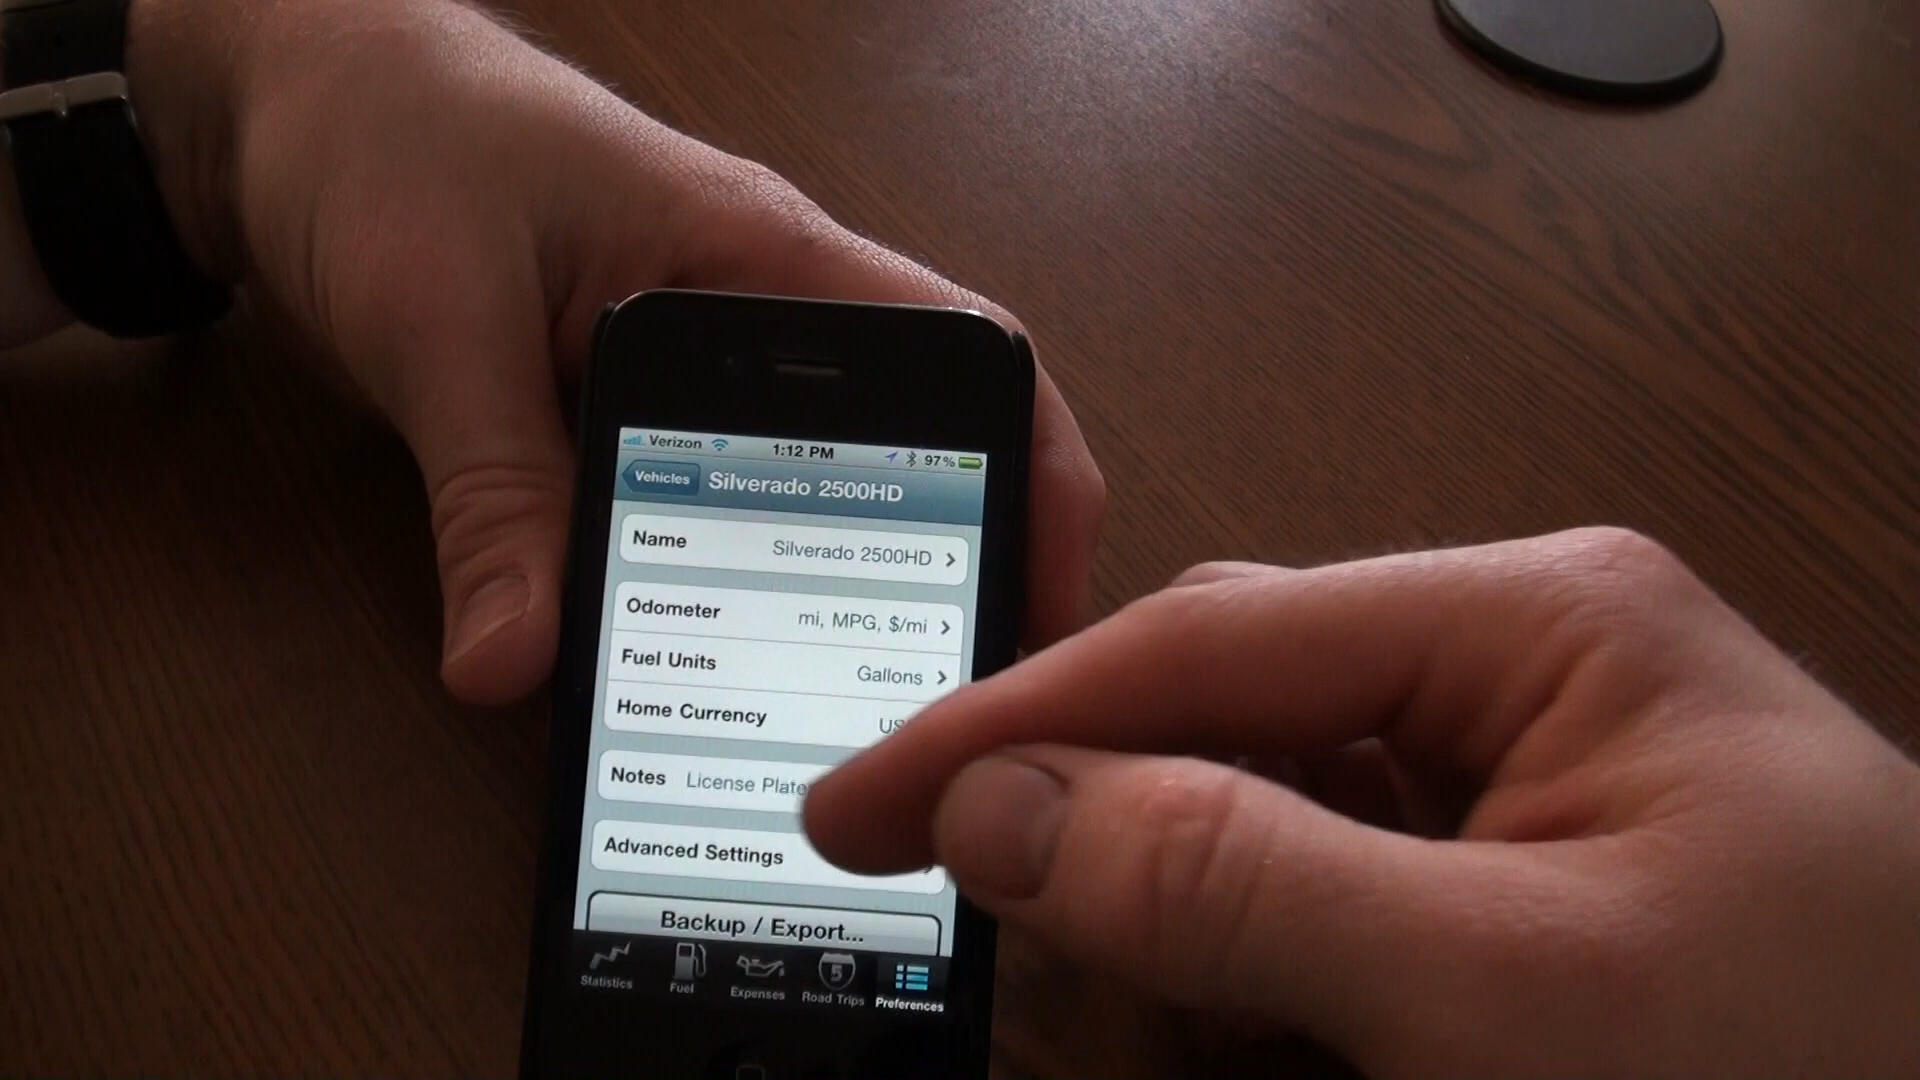 Verizon 1:12 PM 97%
Vehicles Silverado 2500HD
Name Silverado 2500HD
Odometer mi, MPG, $/mi
Fuel Units Gallons
Home Currency
Notes License Plate
Advanced Settings
Backup / Export...
Statistics Fuel Expenses 5 Road Trips Preferences